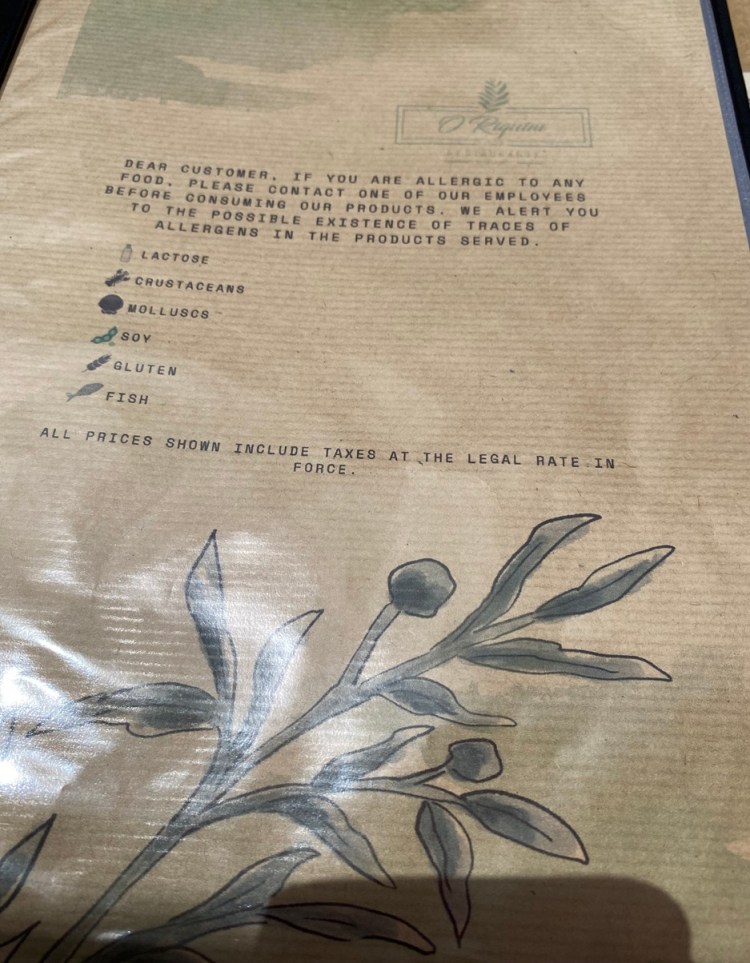 O Riquim
RESTAURANTE
DEAR CUSTOMER, IF YOU ARE ALLERGIC TO ANY
FOOD, PLEASE CONTACT ONE OF OUR EMPLOYEES
BEFORE CONSUMING OUR PRODUCTS. WE ALERT YOU
TO THE POSSIBLE EXISTENCE OF TRACES OF
ALLERGENS IN THE PRODUCTS SERVED.
LACTOSE
CRUSTACEANS
MOLLUSCS
SOY
GLUTEN
FISH
ALL PRICES SHOWN INCLUDE TAXES AT THE LEGAL RATE IN
FORCE.